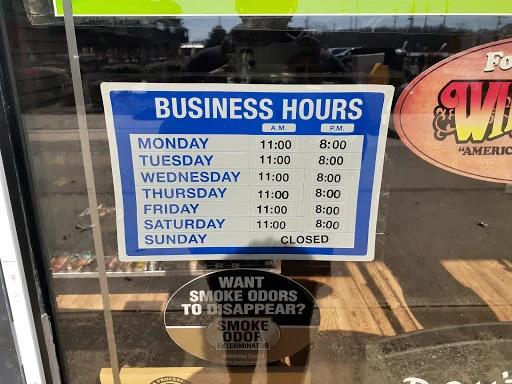 BUSINESS HOURS
A.M. P.M.
MONDAY 11:00 8:00
TUESDAY 11:00 8:00
WEDNESDAY 11:00 8:00
THURSDAY 11:00 8:00
FRIDAY 11:00 8:00
SATURDAY 11:00 8:00
SUNDAY CLOSED
Fo
WI
"AMERIC
WANT
SMOKE ODORS
TO DISAPPEAR?
SMOKE
ODOR
EXTERMINATOR